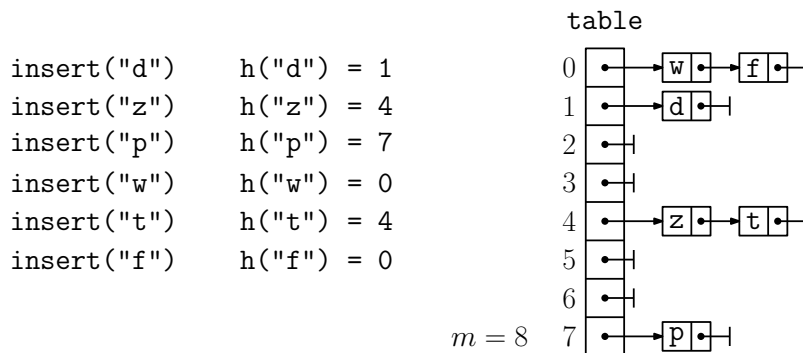 table
insert("d") h("d") = 1 0 w f
insert("z") h("z") = 4 1 d
insert("p") h("p") = 7 2
insert("w") h("w") = 0 3
insert("t") h("t") = 4 4 z t
insert("f") h("f") = 0 5
6
m = 8 7 p